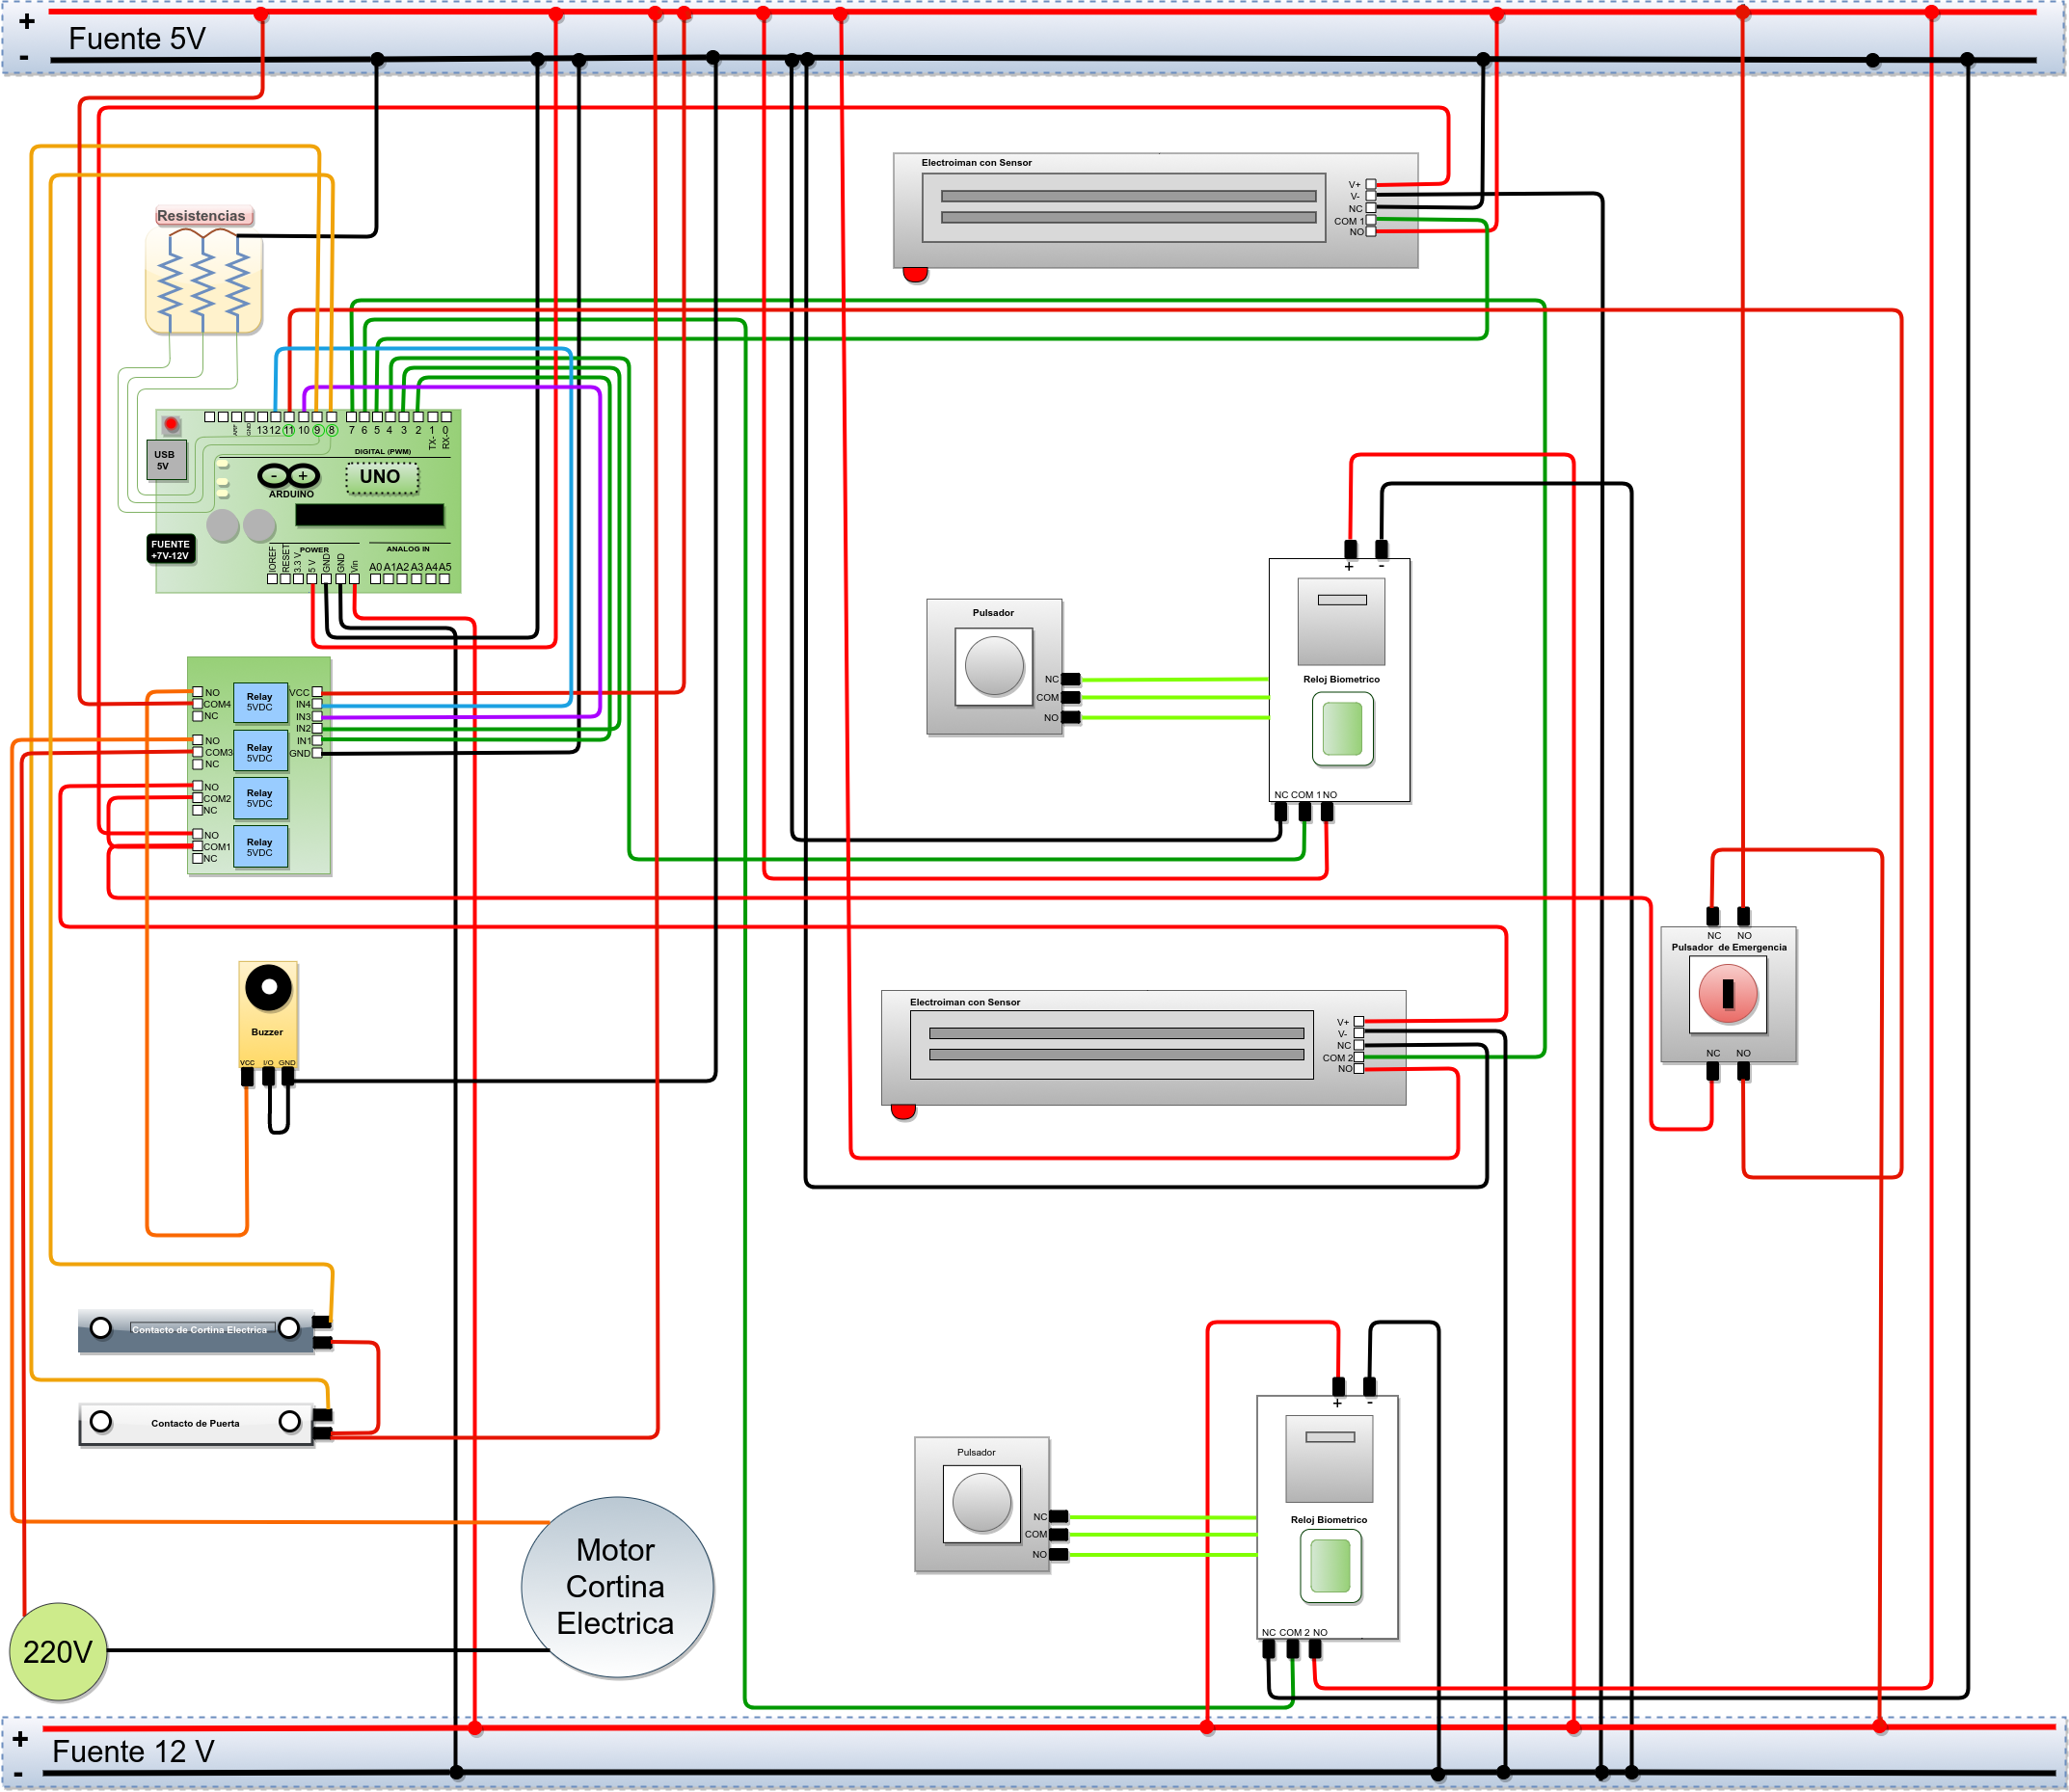 +
Fuente 5V
-
Electroiman con Sensor
V+
V-
NC
COM 1
NO
Resistencias
ARF
GND
13 12 11 10 9 8 7 6 5 4 3 2 1 0
TX-
RX-
DIGITAL (PWM)
USB
5V
- +
UNO
ARDUINO
FUENTE
+7V-12V
POWER
ANALOG IN
IOREF
RESET
3.3 V
5 V
GND
GND
Vin
A0 A1 A2 A3 A4 A5
+ -
Pulsador
NC
COM
NO
Reloj Biometrico
NC COM 1 NO
NO
COM4
NC
Relay
5VDC
VCC
IN4
IN3
IN2
IN1
GND
NO
COM3
NC
Relay
5VDC
NO
COM2
NC
Relay
5VDC
NO
COM1
NC
Relay
5VDC
NC NO
Pulsador de Emergencia
NC NO
Buzzer
VCC I/O GND
Electroiman con Sensor
V+
V-
NC
COM 2
NO
Contacto de Cortina Electrica
Contacto de Puerta
+ -
Pulsador
NC
COM
NO
Reloj Biometrico
NC COM 2 NO
Motor
Cortina
Electrica
220V
+
Fuente 12 V
-